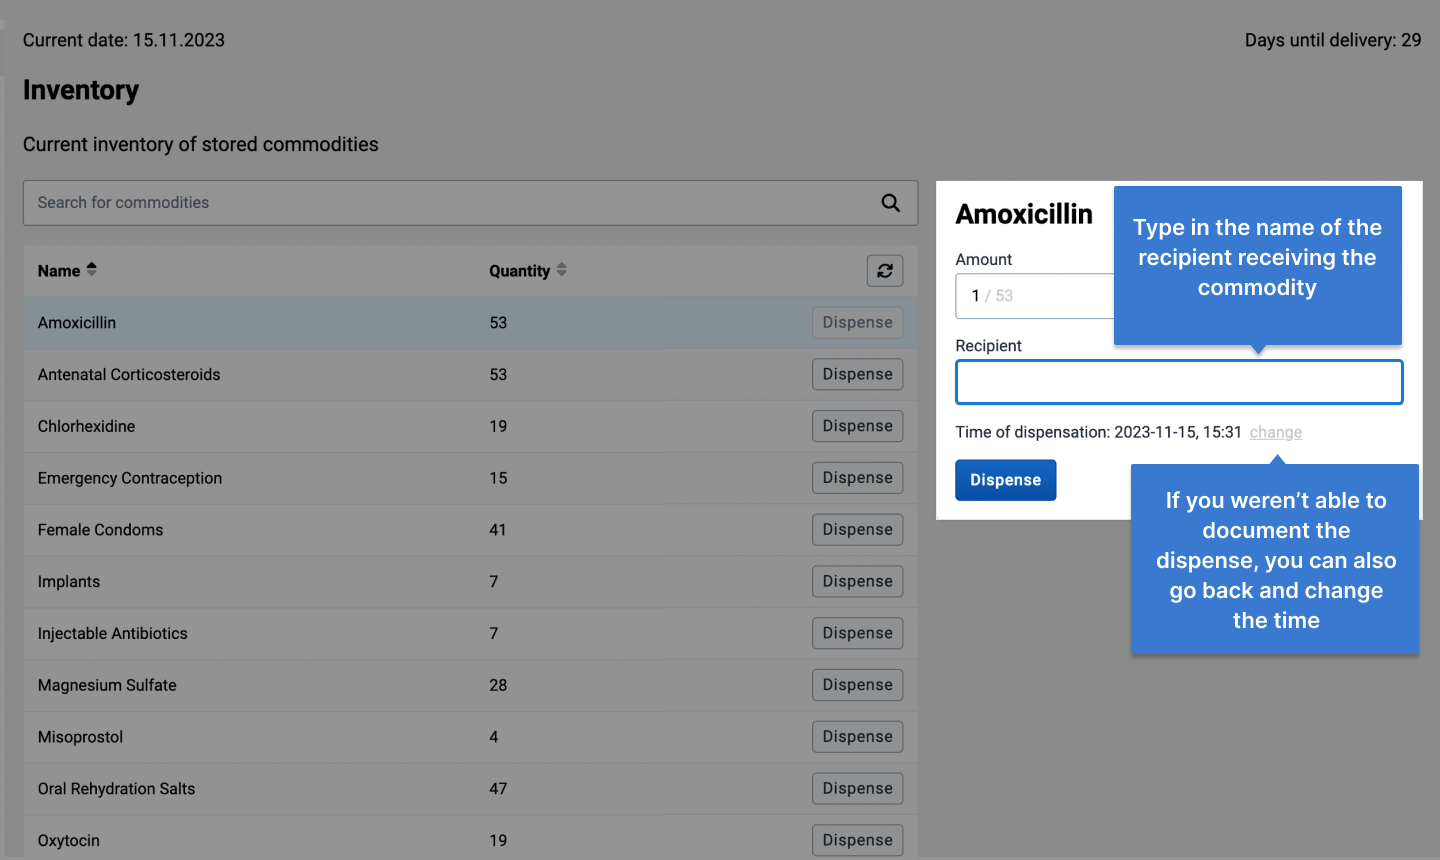 Current date: 15.11.2023
Days until delivery: 29
Inventory
Current inventory of stored commodities
Search for commodities
Name Quantity
Amoxicillin 53 Dispense
Antenatal Corticosteroids 53 Dispense
Chlorhexidine 19 Dispense
Emergency Contraception 15 Dispense
Female Condoms 41 Dispense
Implants 7 Dispense
Injectable Antibiotics 7 Dispense
Magnesium Sulfate 28 Dispense
Misoprostol 4 Dispense
Oral Rehydration Salts 47 Dispense
Oxytocin 19 Dispense
Amoxicillin
Amount
1 / 53
Type in the name of the
recipient receiving the
commodity
Recipient
Time of dispensation: 2023-11-15, 15:31 change
Dispense
If you weren’t able to
document the
dispense, you can also
go back and change
the time